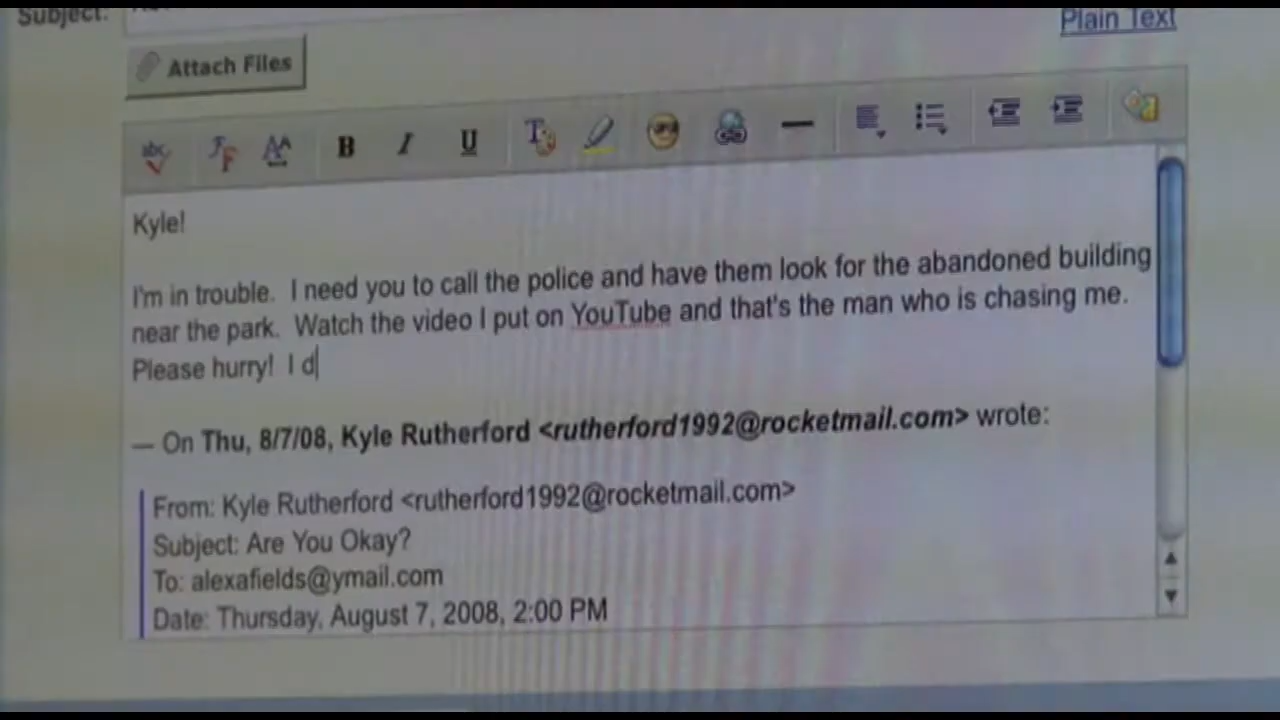 Subject:
Plain Text
Attach Files
abc
B I U
Kyle!
I'm in trouble.  I need you to call the police and have them look for the abandoned building
near the park.  Watch the video I put on YouTube and that's the man who is chasing me.
Please hurry!  I d
— On Thu, 8/7/08, Kyle Rutherford <rutherford1992@rocketmail.com> wrote:
From: Kyle Rutherford <rutherford1992@rocketmail.com>
Subject: Are You Okay?
To: alexafields@ymail.com
Date: Thursday, August 7, 2008, 2:00 PM